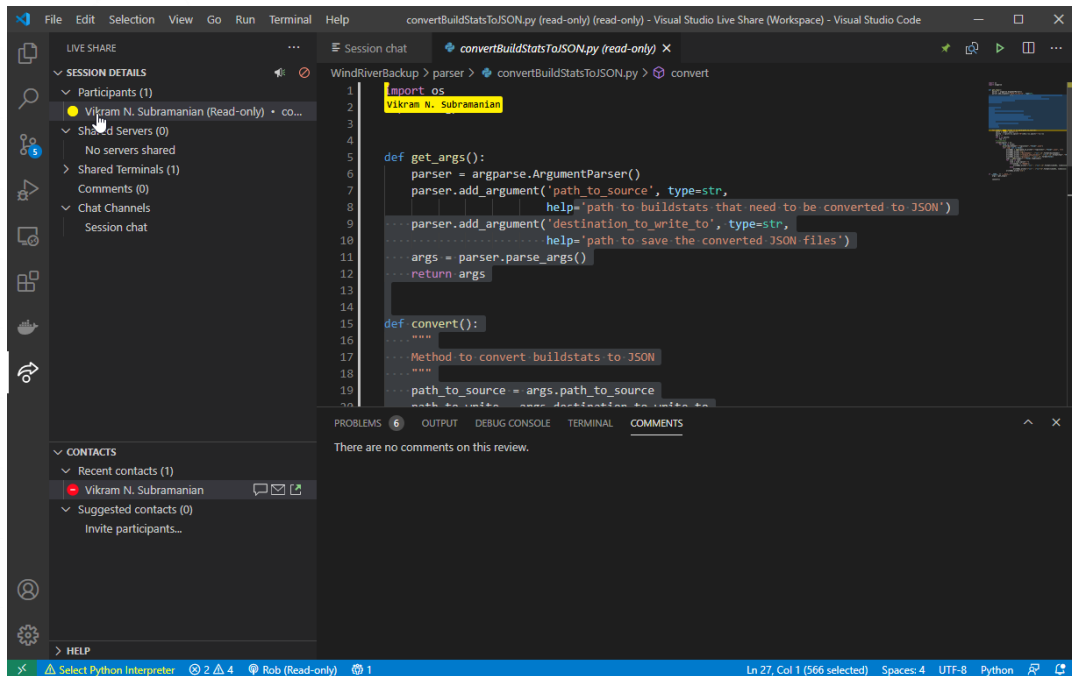 File Edit Selection View Go Run Terminal Help convertBuildStatsToJSON.py (read-only) (read-only) - Visual Studio Live Share (Workspace) - Visual Studio Code
LIVE SHARE
SESSION DETAILS
Participants (1)
Vikram N. Subramanian (Read-only) • co...
Shared Servers (0)
No servers shared
Shared Terminals (1)
Comments (0)
Chat Channels
Session chat
5
CONTACTS
Recent contacts (1)
Vikram N. Subramanian
Suggested contacts (0)
Invite participants...
HELP
Session chat convertBuildStatsToJSON.py (read-only)
WindRiverBackup > parser > convertBuildStatsToJSON.py > convert
1 import os
2 Vikram N. Subramanian
3
4
5 def get_args():
6 parser = argparse.ArgumentParser()
7 parser.add_argument('path_to_source', type=str,
8 help='path to buildstats that need to be converted to JSON')
9 parser.add_argument('destination_to_write_to', type=str,
10 help='path to save the converted JSON files')
11 args = parser.parse_args()
12 return args
13
14
15 def convert():
16 """
17 Method to convert buildstats to JSON
18 """
19 path_to_source = args.path_to_source
20 path_to_write = args.destination_to_write_to
PROBLEMS 6 OUTPUT DEBUG CONSOLE TERMINAL COMMENTS
There are no comments on this review.
Select Python Interpreter 2 4 Rob (Read-only) 1 Ln 27, Col 1 (566 selected) Spaces: 4 UTF-8 Python